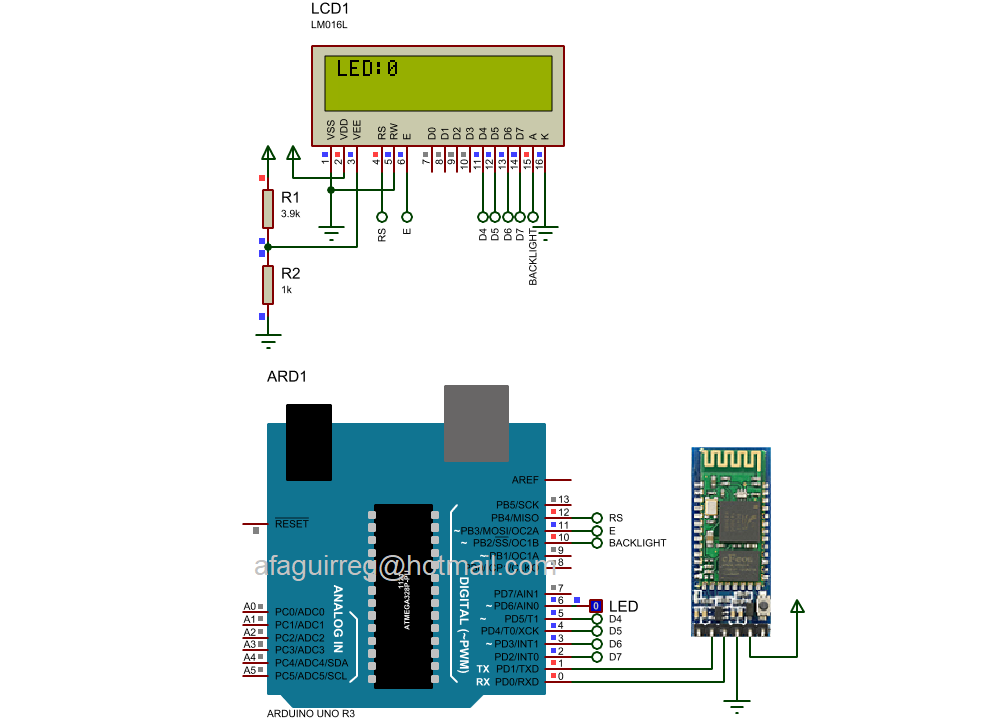 LCD1
LM016L
LED:0
VSS VDD VEE RS RW E D0 D1 D2 D3 D4 D5 D6 D7 A K
1 2 3 4 5 6 7 8 9 10 11 12 13 14 15 16
R1
3.9k
RS E D4 D5 D6 D7 BACKLIGHT
R2
1k
ARD1
AREF
RESET
PB5/SCK 13
PB4/MISO 12 RS
~PB3/MOSI/OC2A 11 E
~ PB2/SS/OC1B 10 BACKLIGHT
~ PB1/OC1A 9
8
afaguirreg@hotmail.com
1121
ATMEGA328P-PU
ANALOG IN
DIGITAL (~PWM)
PD7/AIN1 7
~ PD6/AIN0 6 0 LED
~ PD5/T1 5 D4
PD4/T0/XCK 4 D5
~ PD3/INT1 3 D6
PD2/INT0 2 D7
TX PD1/TXD 1
RX PD0/RXD 0
A0 PC0/ADC0
A1 PC1/ADC1
A2 PC2/ADC2
A3 PC3/ADC3
A4 PC4/ADC4/SDA
A5 PC5/ADC5/SCL
ARDUINO UNO R3